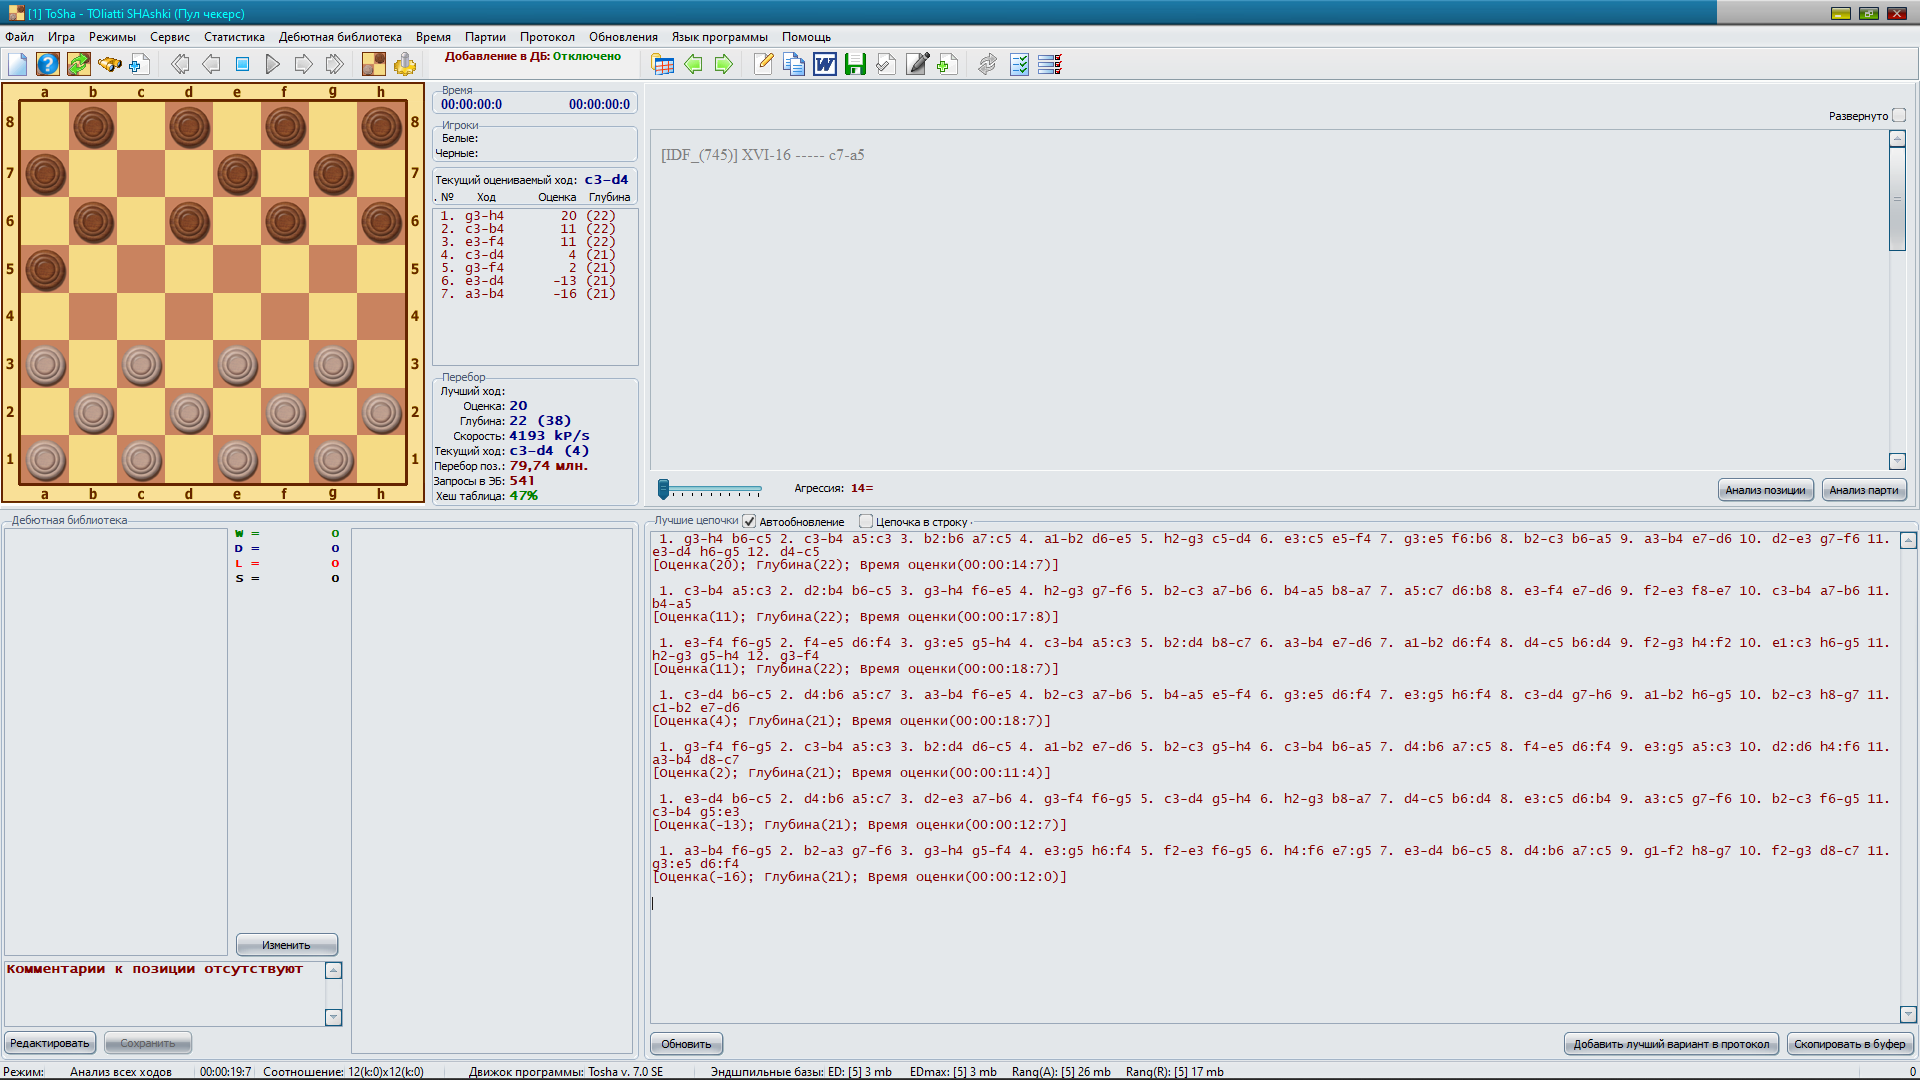 [1] ToSha - TOliatti SHAshki (Пул чекерс)
Файл Игра Режимы Сервис Статистика Дебютная библиотека Время Партии Протокол Обновления Язык программы Помощь
Добавление в ДБ: Отключено
a b c d e f g h
8 8
7 7
6 6
5 5
4 4
3 3
2 2
1 1
a b c d e f g h
Время
00:00:00:0 00:00:00:0
Игроки
Белые:
Черные:
Текущий оцениваемый ход: c3-d4
. № Ход Оценка Глубина
1. g3-h4 20 (22)
2. c3-b4 11 (22)
3. e3-f4 11 (22)
4. c3-d4 4 (21)
5. g3-f4 2 (21)
6. e3-d4 -13 (21)
7. a3-b4 -16 (21)
Перебор
Лучший ход:
Оценка: 20
Глубина: 22 (38)
Скорость: 4193 kP/s
Текущий ход: c3-d4 (4)
Перебор поз.: 79,74 млн.
Запросы в ЭБ: 541
Хеш таблица: 47%
Развернуто
[IDF_(745)] XVI-16 ----- c7-a5
Агрессия: 14=
Анализ позиции Анализ парти
Дебютная библиотека
W = 0
D = 0
L = 0
S = 0
Изменить
Комментарии к позиции отсутствуют
Редактировать Сохранить
Лучшие цепочки Автообновление Цепочка в строку
1. g3-h4 b6-c5 2. c3-b4 a5:c3 3. b2:b6 a7:c5 4. a1-b2 d6-e5 5. h2-g3 c5-d4 6. e3:c5 e5-f4 7. g3:e5 f6:b6 8. b2-c3 b6-a5 9. a3-b4 e7-d6 10. d2-e3 g7-f6 11.
e3-d4 h6-g5 12. d4-c5
[Оценка(20); Глубина(22); Время оценки(00:00:14:7)]
1. c3-b4 a5:c3 2. d2:b4 b6-c5 3. g3-h4 f6-e5 4. h2-g3 g7-f6 5. b2-c3 a7-b6 6. b4-a5 b8-a7 7. a5:c7 d6:b8 8. e3-f4 e7-d6 9. f2-e3 f8-e7 10. c3-b4 a7-b6 11.
b4-a5
[Оценка(11); Глубина(22); Время оценки(00:00:17:8)]
1. e3-f4 f6-g5 2. f4-e5 d6:f4 3. g3:e5 g5-h4 4. c3-b4 a5:c3 5. b2:d4 b8-c7 6. a3-b4 e7-d6 7. a1-b2 d6:f4 8. d4-c5 b6:d4 9. f2-g3 h4:f2 10. e1:c3 h6-g5 11.
h2-g3 g5-h4 12. g3-f4
[Оценка(11); Глубина(22); Время оценки(00:00:18:7)]
1. c3-d4 b6-c5 2. d4:b6 a5:c7 3. a3-b4 f6-e5 4. b2-c3 a7-b6 5. b4-a5 e5-f4 6. g3:e5 d6:f4 7. e3:g5 h6:f4 8. c3-d4 g7-h6 9. a1-b2 h6-g5 10. b2-c3 h8-g7 11.
c1-b2 e7-d6
[Оценка(4); Глубина(21); Время оценки(00:00:18:7)]
1. g3-f4 f6-g5 2. c3-b4 a5:c3 3. b2:d4 d6-c5 4. a1-b2 e7-d6 5. b2-c3 g5-h4 6. c3-b4 b6-a5 7. d4:b6 a7:c5 8. f4-e5 d6:f4 9. e3:g5 a5:c3 10. d2:d6 h4:f6 11.
a3-b4 d8-c7
[Оценка(2); Глубина(21); Время оценки(00:00:11:4)]
1. e3-d4 b6-c5 2. d4:b6 a5:c7 3. d2-e3 a7-b6 4. g3-f4 f6-g5 5. c3-d4 g5-h4 6. h2-g3 b8-a7 7. d4-c5 b6:d4 8. e3:c5 d6:b4 9. a3:c5 g7-f6 10. b2-c3 f6-g5 11.
c3-b4 g5:e3
[Оценка(-13); Глубина(21); Время оценки(00:00:12:7)]
1. a3-b4 f6-g5 2. b2-a3 g7-f6 3. g3-h4 g5-f4 4. e3:g5 h6:f4 5. f2-e3 f6-g5 6. h4:f6 e7:g5 7. e3-d4 b6-c5 8. d4:b6 a7:c5 9. g1-f2 h8-g7 10. f2-g3 d8-c7 11.
g3:e5 d6:f4
[Оценка(-16); Глубина(21); Время оценки(00:00:12:0)]
Обновить Добавить лучший вариант в протокол Скопировать в буфер
Режим: Анализ всех ходов 00:00:19:7 Соотношение: 12(k:0)x12(k:0) Движок программы: Tosha v. 7.0 SE Эндшпильные базы: ED: [5] 3 mb EDmax: [5] 3 mb Rang(A): [5] 26 mb Rang(R): [5] 17 mb 0